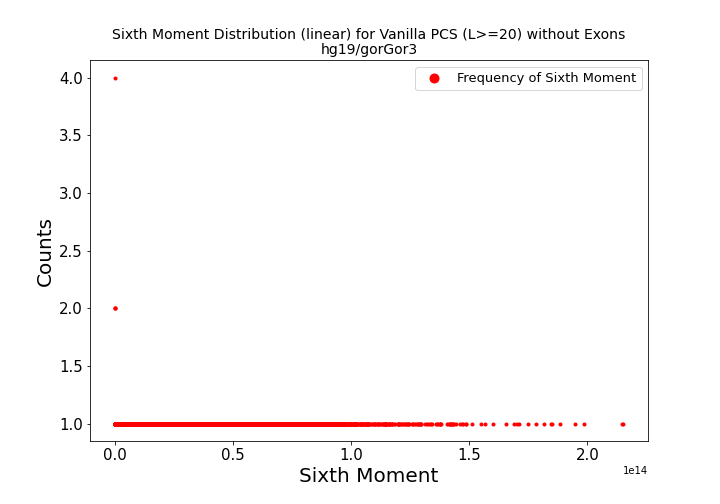 Sixth Moment Distribution (linear) for Vanilla PCS (L>=20) without Exons
hg19/gorGor3
Frequency of Sixth Moment
4.0
3.5
3.0
2.5
2.0
1.5
1.0
Counts
0.0 0.5 1.0 1.5 2.0
1e14
Sixth Moment